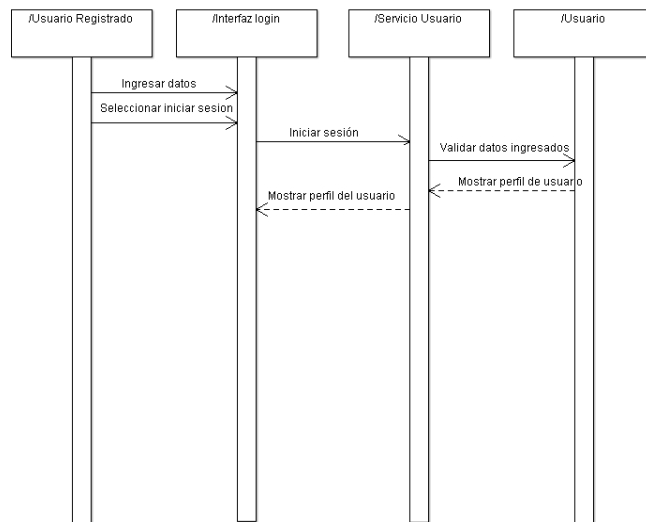 /Usuario Registrado
/Interfaz login
/Servicio Usuario
/Usuario
Ingresar datos
Seleccionar iniciar sesion
Iniciar sesión
Validar datos ingresados
Mostrar perfil de usuario
Mostrar perfil del usuario